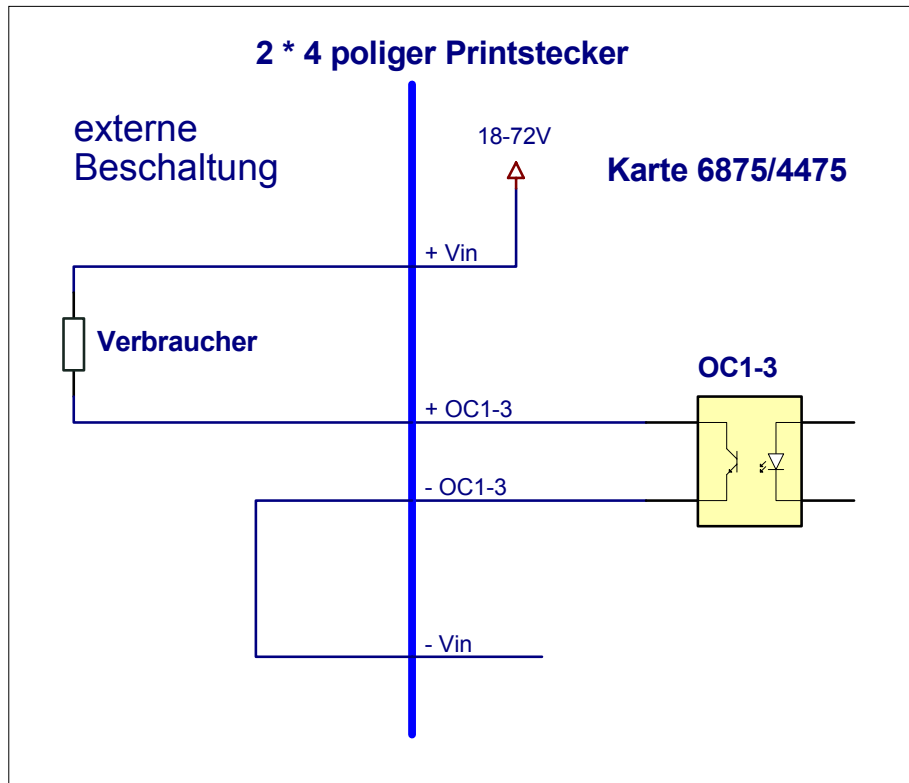 2 * 4 poliger Printstecker
externe
Beschaltung
18-72V
Karte 6875/4475
+ Vin
Verbraucher
OC1-3
+ OC1-3
- OC1-3
- Vin